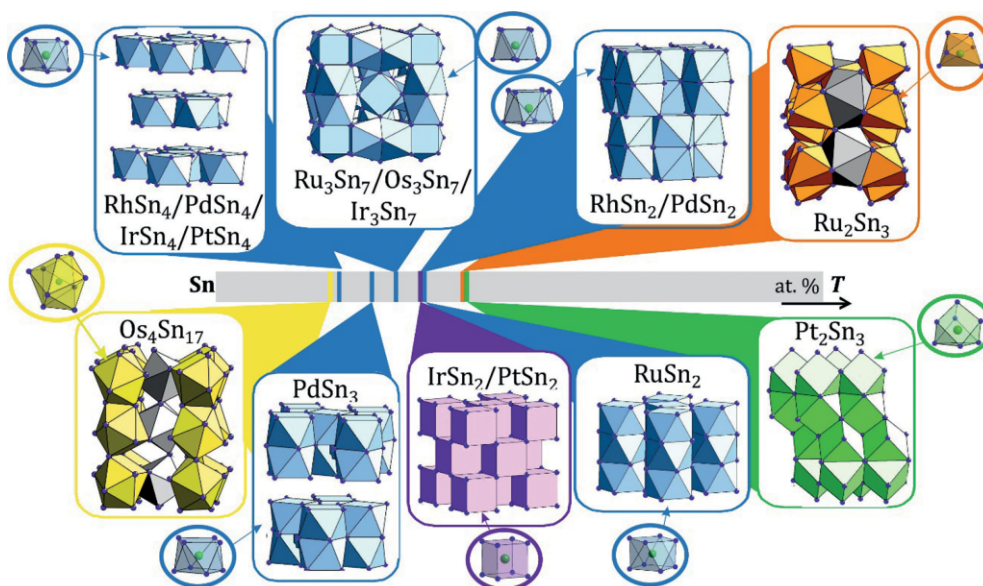 RhSn₄/PdSn₄/
IrSn₄/PtSn₄
Ru₃Sn₇/Os₃Sn₇/
Ir₃Sn₇
RhSn₂/PdSn₂
Ru₂Sn₃
Sn
at. %
T
Os₄Sn₁₇
PdSn₃
IrSn₂/PtSn₂
RuSn₂
Pt₂Sn₃